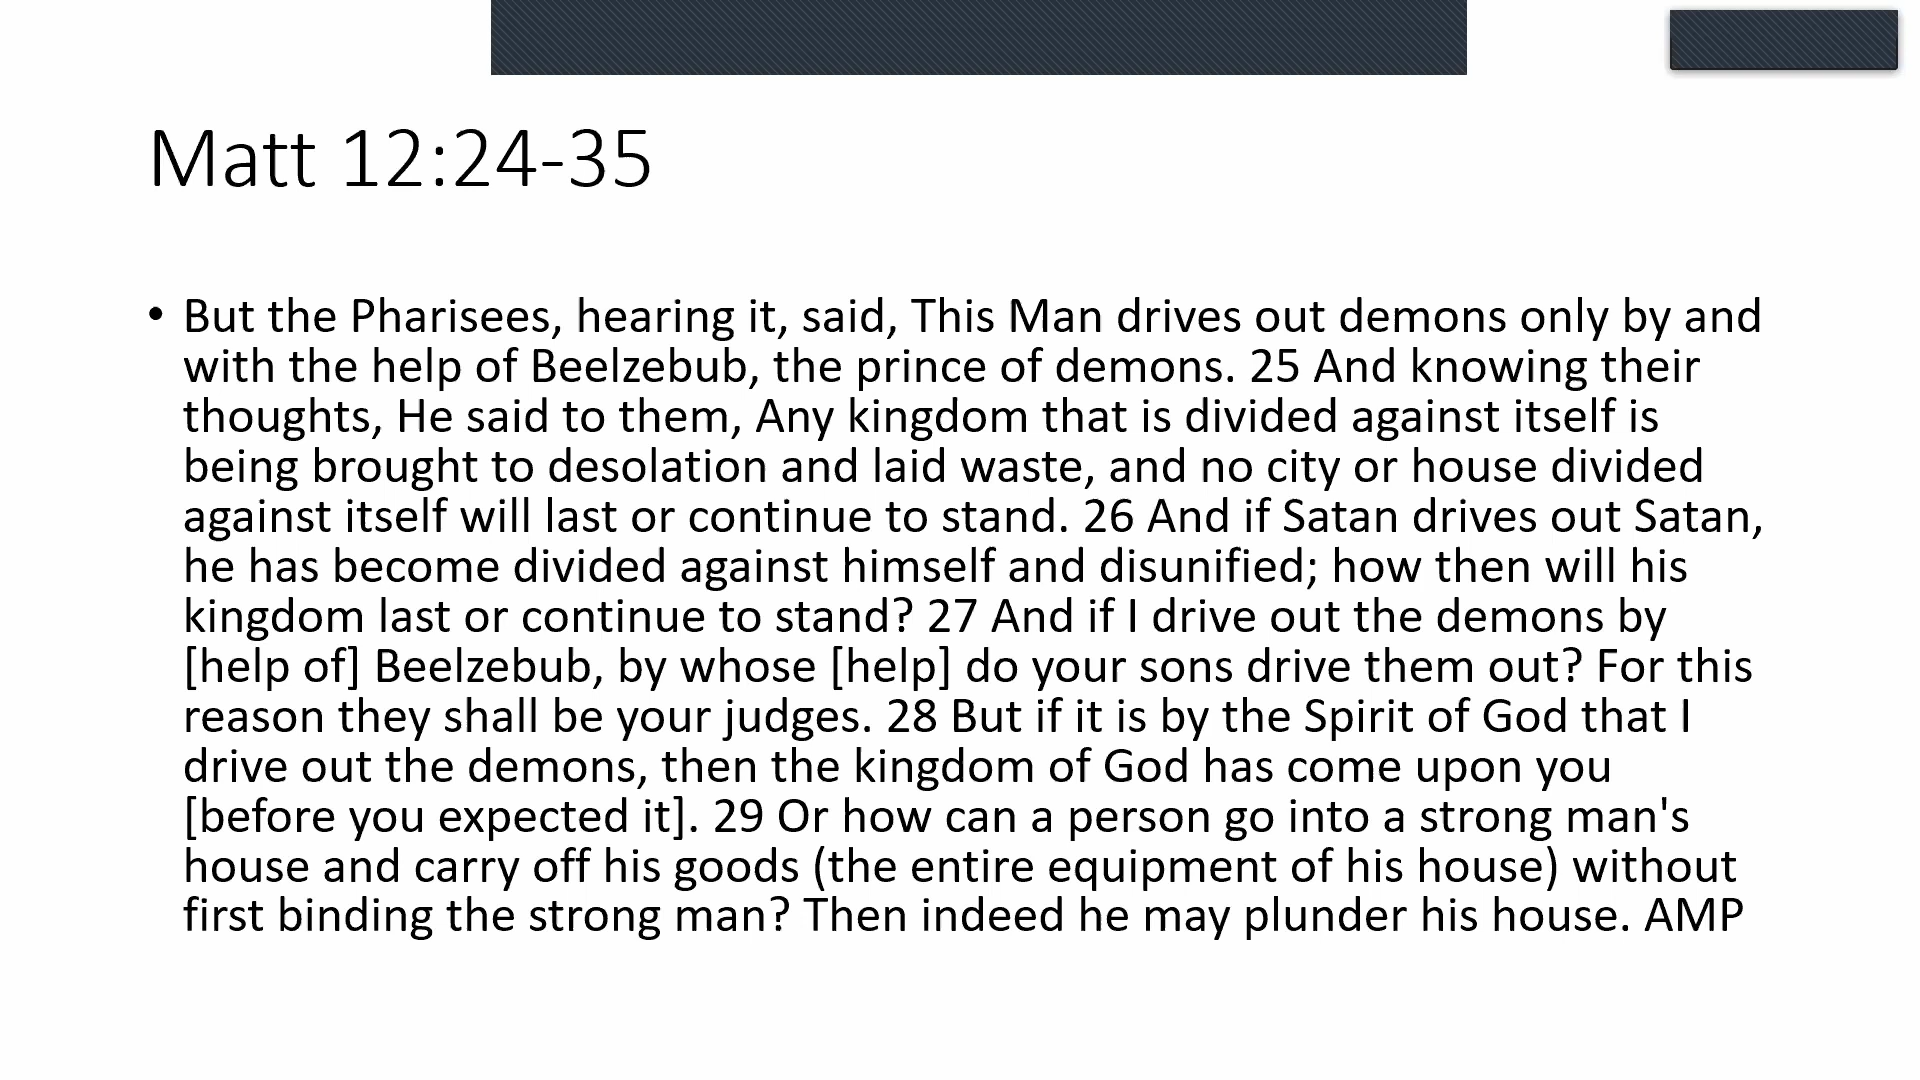 Matt 12:24-35
• But the Pharisees, hearing it, said, This Man drives out demons only by and
with the help of Beelzebub, the prince of demons. 25 And knowing their
thoughts, He said to them, Any kingdom that is divided against itself is
being brought to desolation and laid waste, and no city or house divided
against itself will last or continue to stand. 26 And if Satan drives out Satan,
he has become divided against himself and disunified; how then will his
kingdom last or continue to stand? 27 And if I drive out the demons by
[help of] Beelzebub, by whose [help] do your sons drive them out? For this
reason they shall be your judges. 28 But if it is by the Spirit of God that I
drive out the demons, then the kingdom of God has come upon you
[before you expected it]. 29 Or how can a person go into a strong man's
house and carry off his goods (the entire equipment of his house) without
first binding the strong man? Then indeed he may plunder his house. AMP